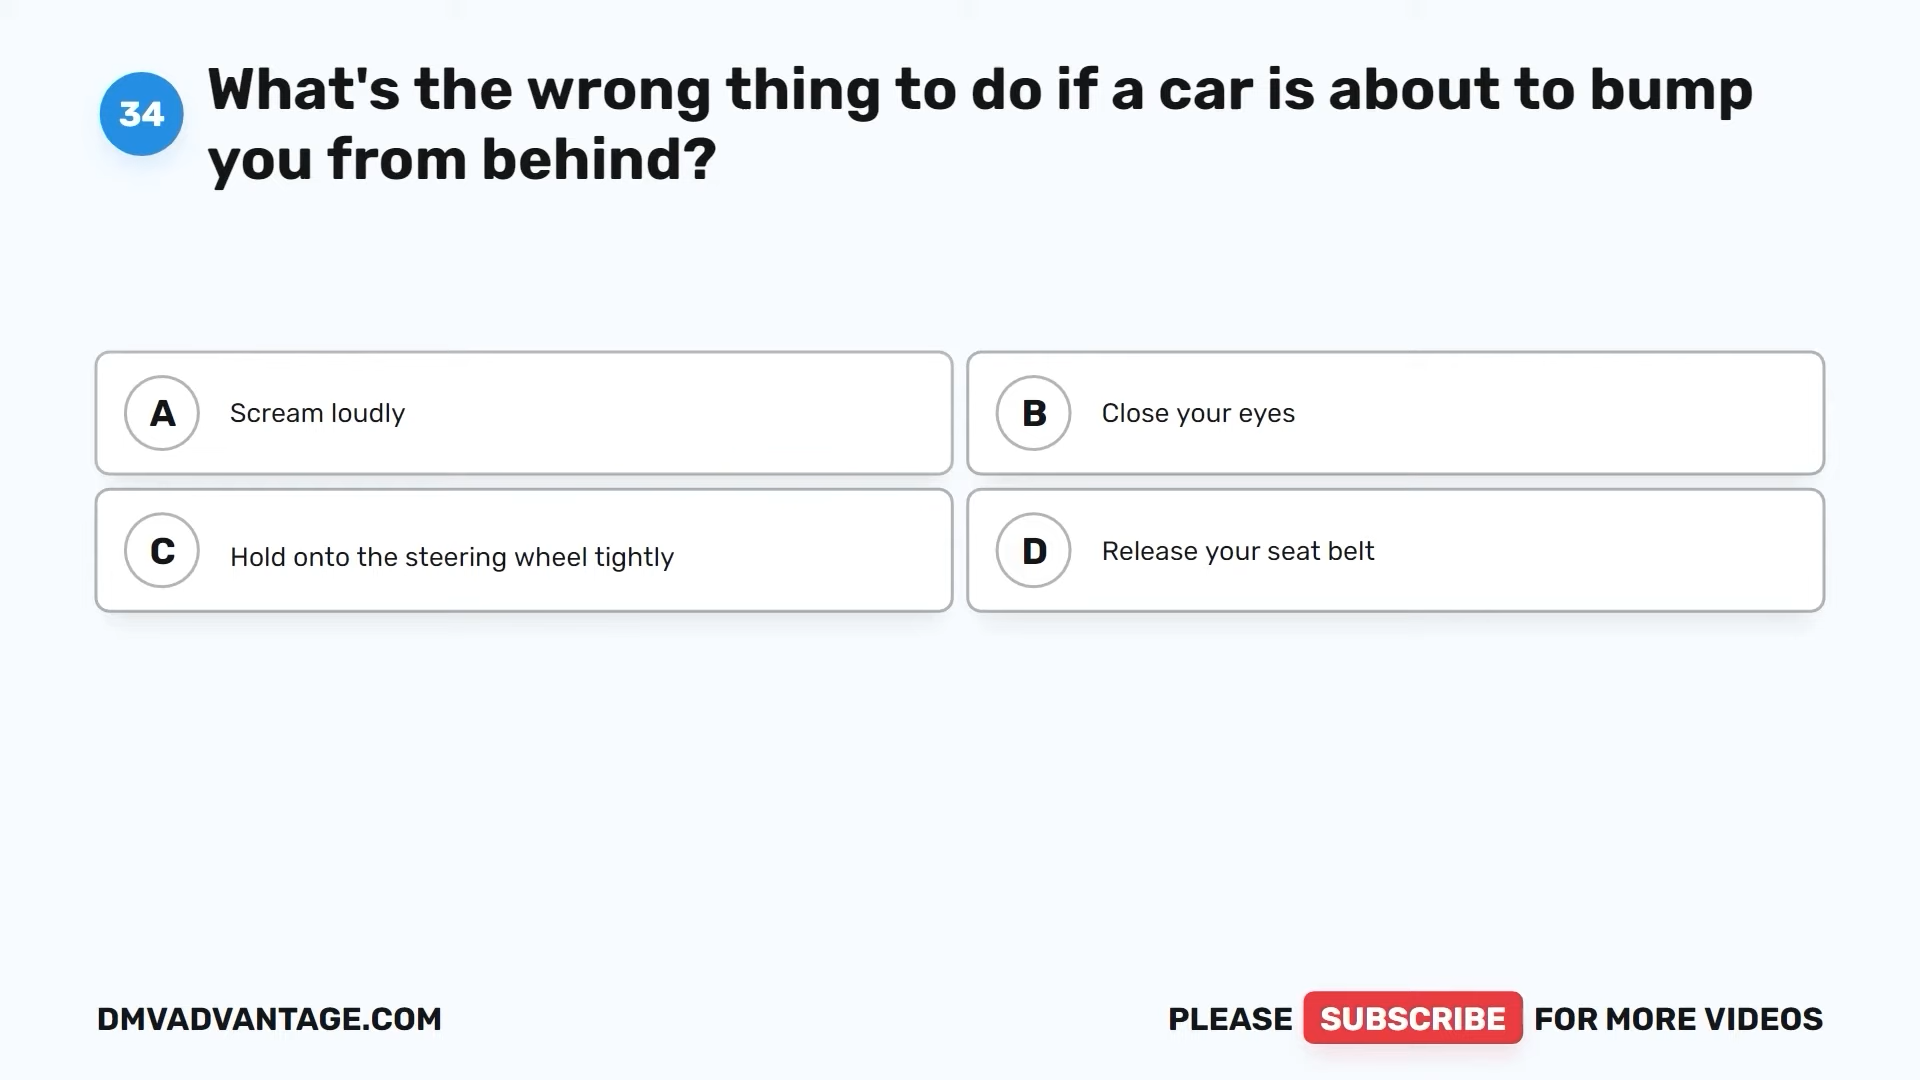 34
What's the wrong thing to do if a car is about to bump
you from behind?
A Scream loudly
B Close your eyes
C Hold onto the steering wheel tightly
D Release your seat belt
DMVADVANTAGE.COM
PLEASE SUBSCRIBE FOR MORE VIDEOS